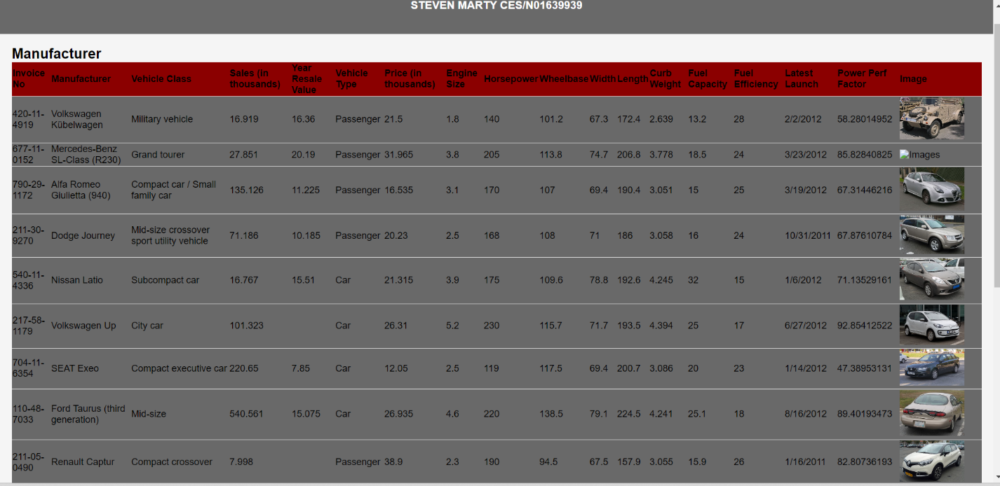 STEVEN MARTY CES/N01639939
Manufacturer
Invoice No Manufacturer Vehicle Class Sales (in thousands) Year Resale Value Vehicle Type Price (in thousands) Engine Size Horsepower Wheelbase Width Length Curb Weight Fuel Capacity Fuel Efficiency Latest Launch Power Perf Factor Image
420-11-4919 Volkswagen Kübelwagen Military vehicle 16.919 16.36 Passenger 21.5 1.8 140 101.2 67.3 172.4 2.639 13.2 28 2/2/2012 58.28014952
677-11-0152 Mercedes-Benz SL-Class (R230) Grand tourer 27.851 20.19 Passenger 31.965 3.8 205 113.8 74.7 206.8 3.778 18.5 24 3/23/2012 85.82840825 Images
790-29-1172 Alfa Romeo Giulietta (940) Compact car / Small family car 135.126 11.225 Passenger 16.535 3.1 170 107 69.4 190.4 3.051 15 25 3/19/2012 67.31446216
211-30-9270 Dodge Journey Mid-size crossover sport utility vehicle 71.186 10.185 Passenger 20.23 2.5 168 108 71 186 3.058 16 24 10/31/2011 67.87610784
540-11-4336 Nissan Latio Subcompact car 16.767 15.51 Car 21.315 3.9 175 109.6 78.8 192.6 4.245 32 15 1/6/2012 71.13529161
217-58-1179 Volkswagen Up City car 101.323 Car 26.31 5.2 230 115.7 71.7 193.5 4.394 25 17 6/27/2012 92.85412522
704-11-6354 SEAT Exeo Compact executive car 220.65 7.85 Car 12.05 2.5 119 117.5 69.4 200.7 3.086 20 23 1/14/2012 47.38953131
110-48-7033 Ford Taurus (third generation) Mid-size 540.561 15.075 Car 26.935 4.6 220 138.5 79.1 224.5 4.241 25.1 18 8/16/2012 89.40193473
211-05-0490 Renault Captur Compact crossover 7.998 Passenger 38.9 2.3 190 94.5 67.5 157.9 3.055 15.9 26 1/16/2011 82.80736193